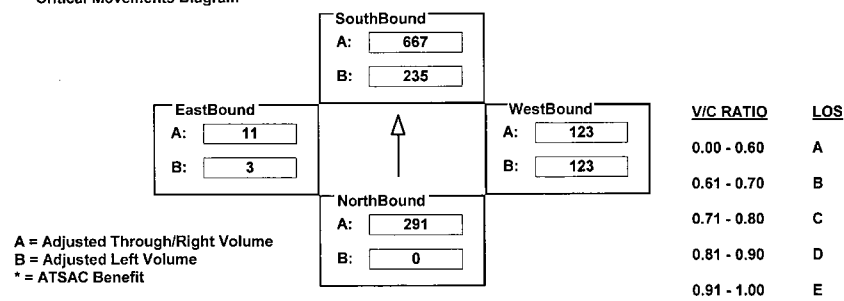 Critical Movements Diagram
SouthBound
A: 667
B: 235
EastBound
A: 11
B: 3
WestBound
A: 123
B: 123
NorthBound
A: 291
B: 0
A = Adjusted Through/Right Volume
B = Adjusted Left Volume
* = ATSAC Benefit
V/C RATIO LOS
0.00 - 0.60 A
0.61 - 0.70 B
0.71 - 0.80 C
0.81 - 0.90 D
0.91 - 1.00 E